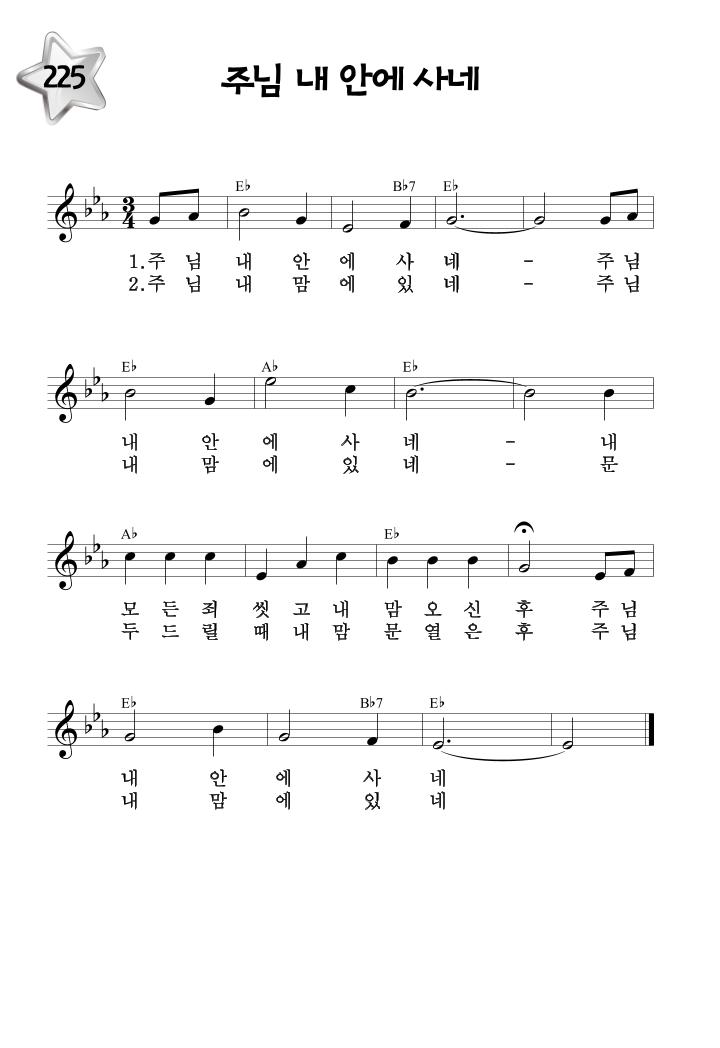 225
주님 내 안에 사네
E♭ B♭7 E♭
3
4
1.주 님 내 안 에 사 네 - 주 님
2.주 님 내 맘 에 있 네 - 주 님
E♭ A♭ E♭
내 안 에 사 네 - 내
내 맘 에 있 네 - 문
A♭ E♭
모 든 죄 씻 고 내 맘 오 신 후 주 님
두 드 릴 때 내 맘 문 열 은 후 주 님
E♭ B♭7 E♭
내 안 에 사 네
내 맘 에 있 네